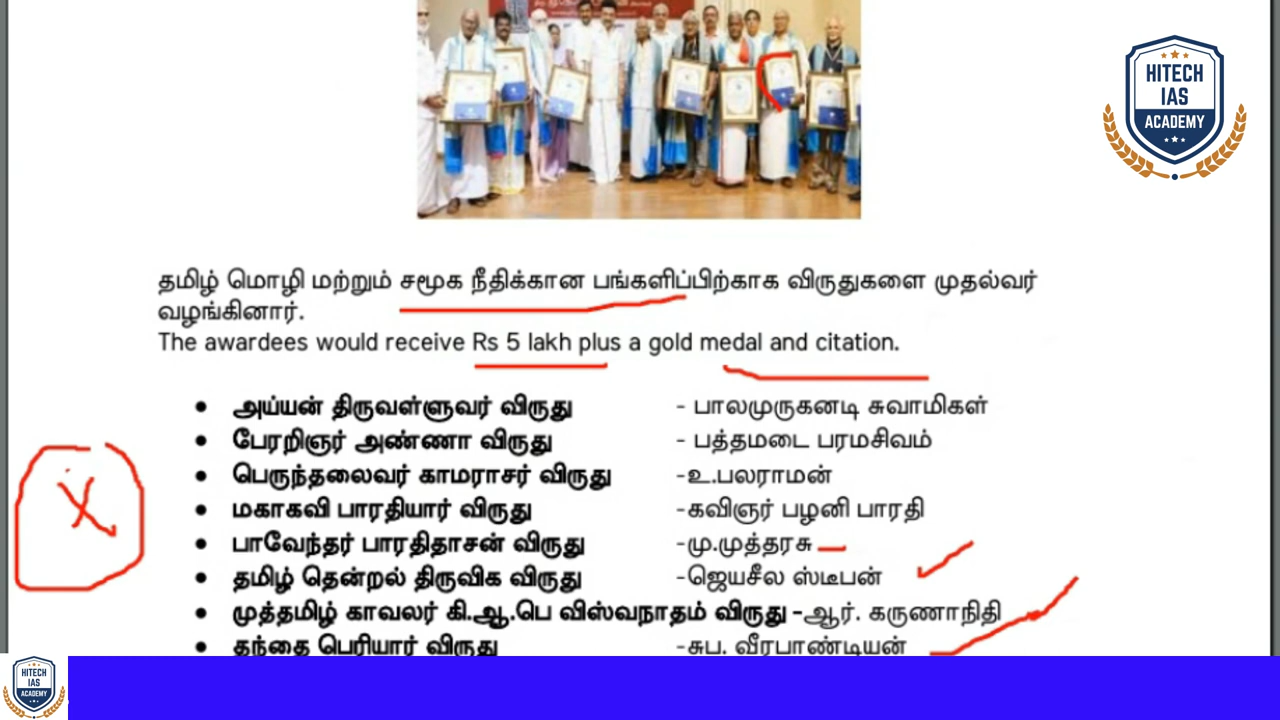 HITECH
IAS
ACADEMY
தமிழ் மொழி மற்றும் சமூக நீதிக்கான பங்களிப்பிற்காக விருதுகளை முதல்வர்
வழங்கினார்.
The awardees would receive Rs 5 lakh plus a gold medal and citation.
• அய்யன் திருவள்ளுவர் விருது - பாலமுருகனடி சுவாமிகள்
• பேரறிஞர் அண்ணா விருது - பத்தமடை பரமசிவம்
• பெருந்தலைவர் காமராசர் விருது -உ.பலராமன்
• மகாகவி பாரதியார் விருது -கவிஞர் பழனி பாரதி
• பாவேந்தர் பாரதிதாசன் விருது -மு.முத்தரசு
• தமிழ் தென்றல் திருவிக விருது -ஜெயசீல ஸ்டீபன்
• முத்தமிழ் காவலர் கி.ஆ.பெ விஸ்வநாதம் விருது -ஆர். கருணாநிதி
• தந்தை பெரியார் விருது -சுப. வீரபாண்டியன்
HITECH
IAS
ACADEMY